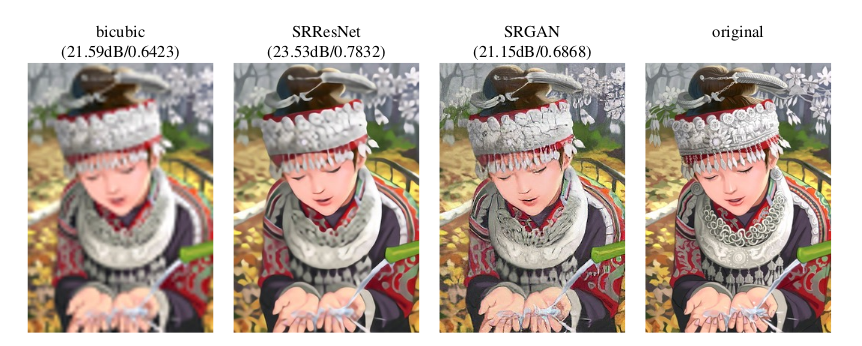 bicubic
(21.59dB/0.6423)
SRResNet
(23.53dB/0.7832)
SRGAN
(21.15dB/0.6868)
original